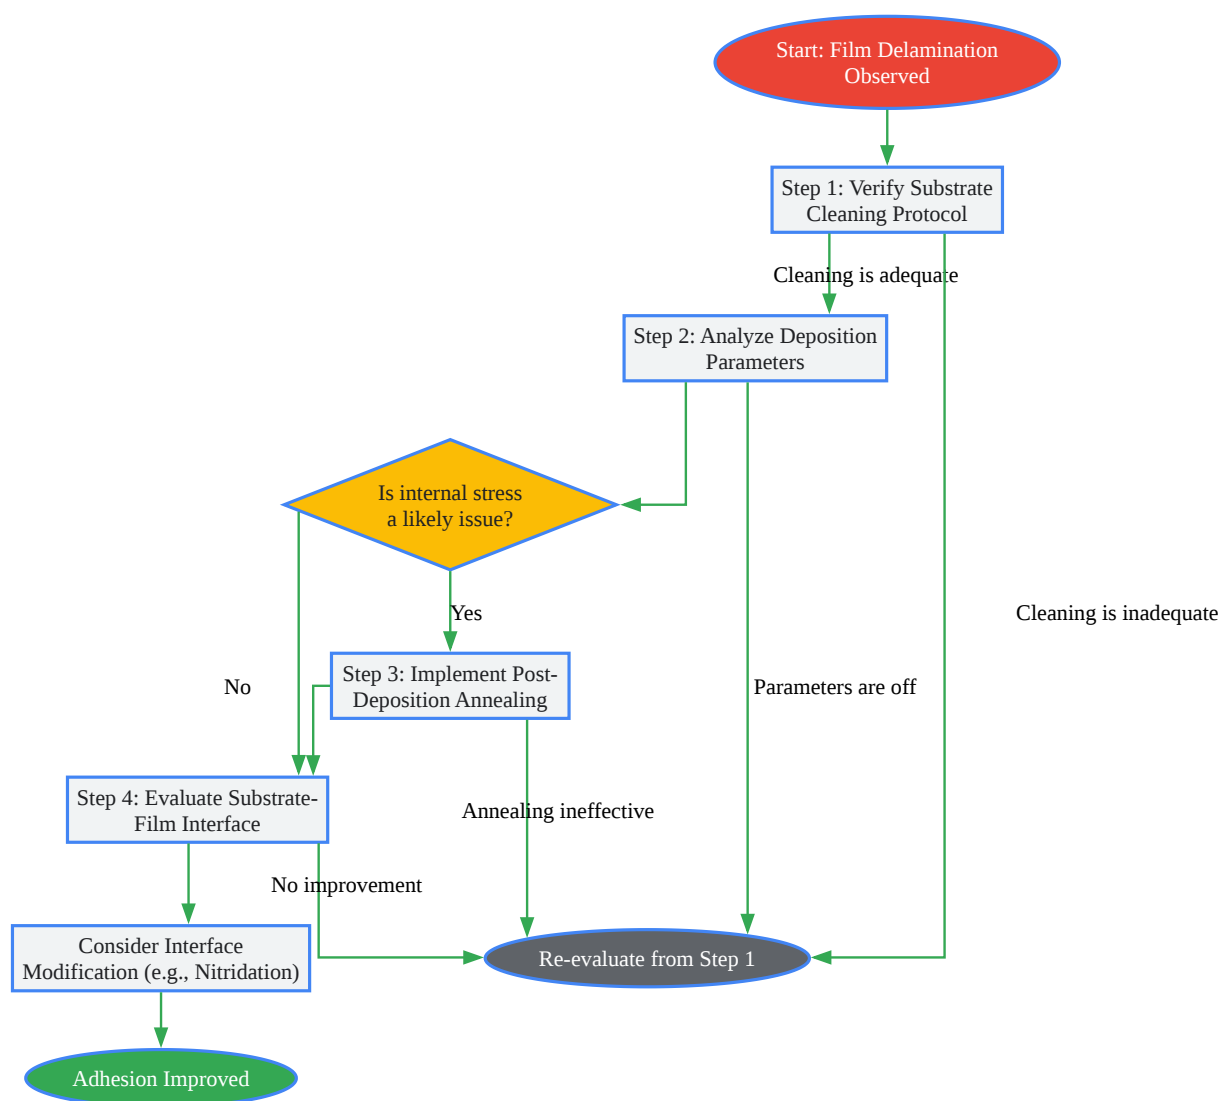 Start: Film Delamination
Observed
Step 1: Verify Substrate
Cleaning Protocol
Cleaning is adequate
Step 2: Analyze Deposition
Parameters
Is internal stress
a likely issue?
Yes
Cleaning is inadequate
Step 3: Implement Post-
Deposition Annealing
No
Parameters are off
Step 4: Evaluate Substrate-
Film Interface
Annealing ineffective
No improvement
Consider Interface
Modification (e.g., Nitridation)
Re-evaluate from Step 1
Adhesion Improved